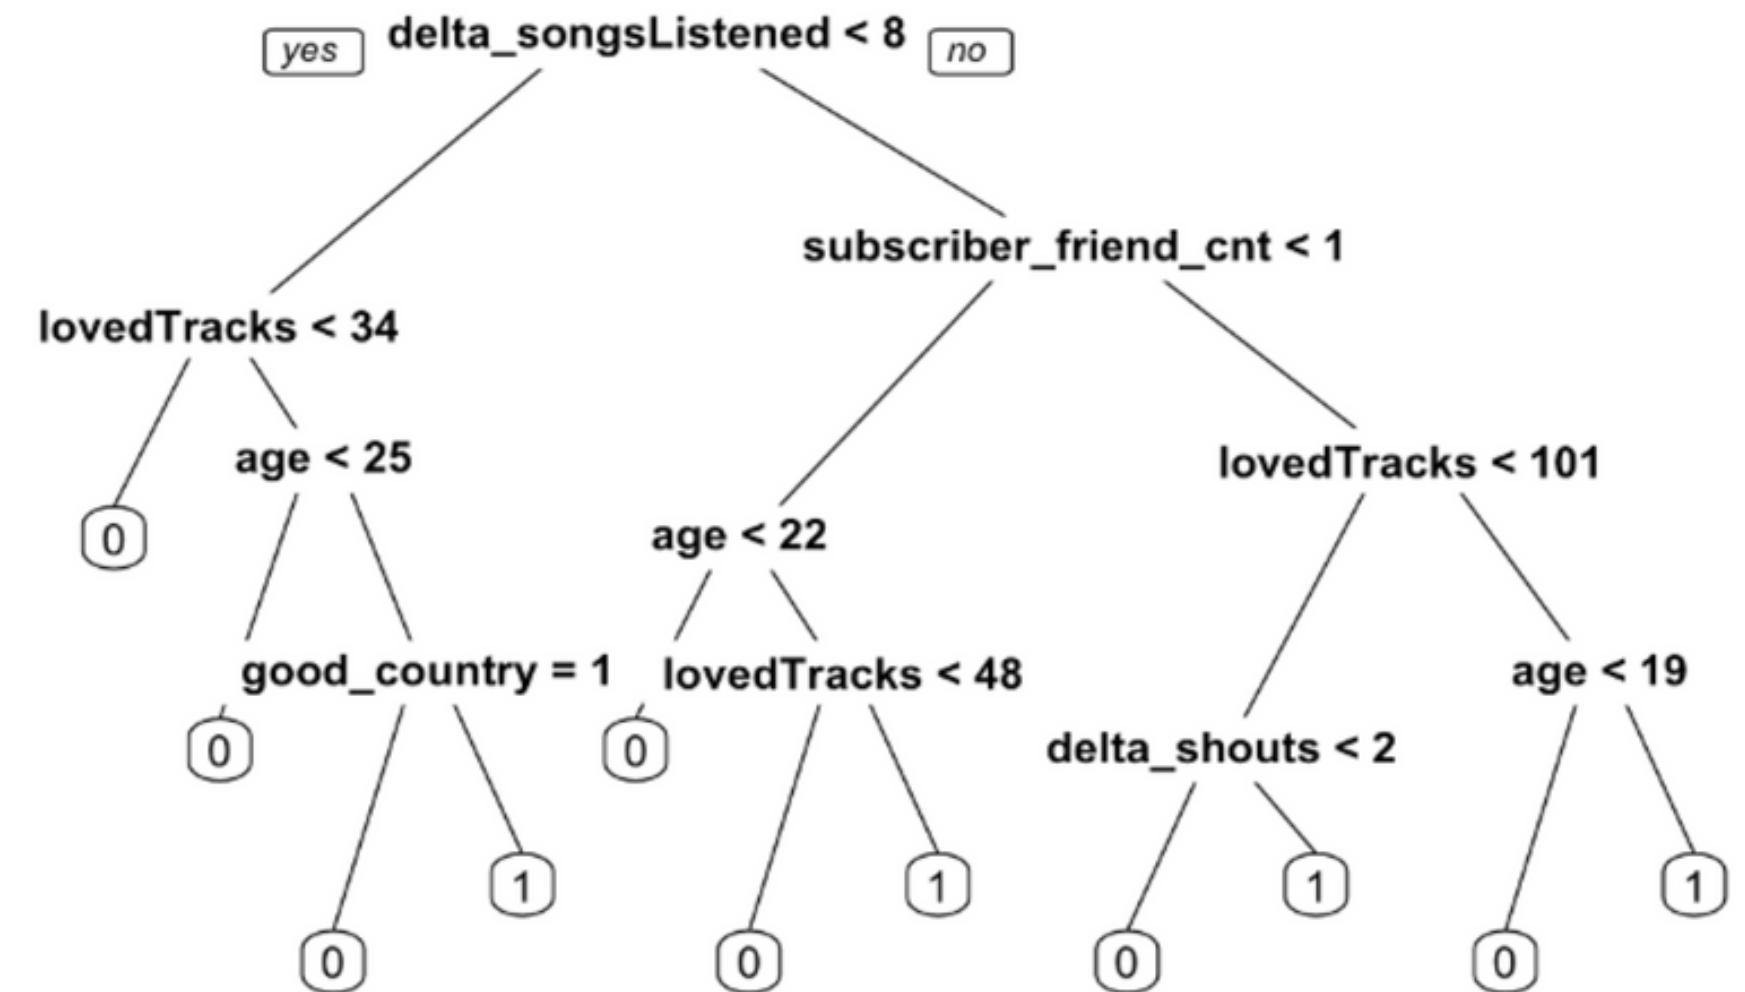 yes delta_songsListened < 8 no
subscriber_friend_cnt < 1
lovedTracks < 34
age < 25
lovedTracks < 101
0
age < 22
good_country = 1
lovedTracks < 48
age < 19
0
0
delta_shouts < 2
1
1
1
1
0
0
0
0